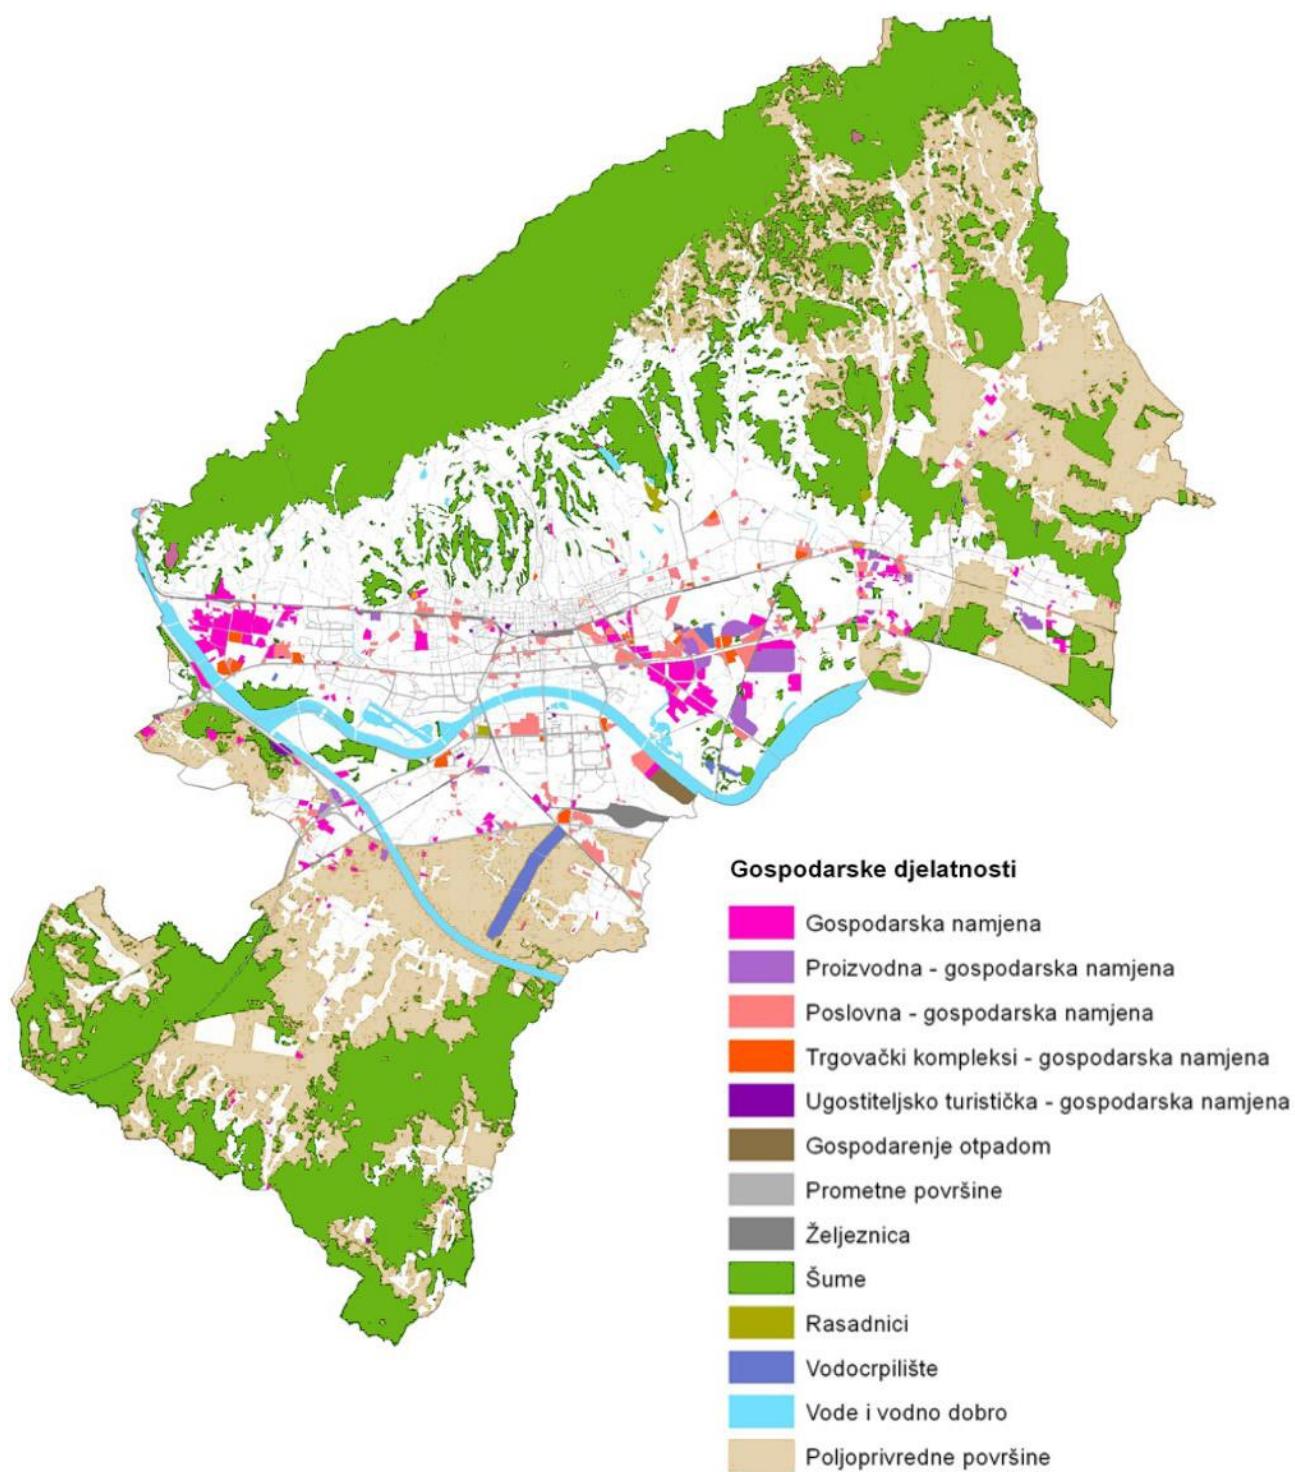 Gospodarske djelatnosti
Gospodarska namjena
Proizvodna - gospodarska namjena
Poslovna - gospodarska namjena
Trgovački kompleksi - gospodarska namjena
Ugostiteljsko turistička - gospodarska namjena
Gospodarenje otpadom
Prometne površine
Željeznica
Šume
Rasadnici
Vodocrpilište
Vode i vodno dobro
Poljoprivredne površine